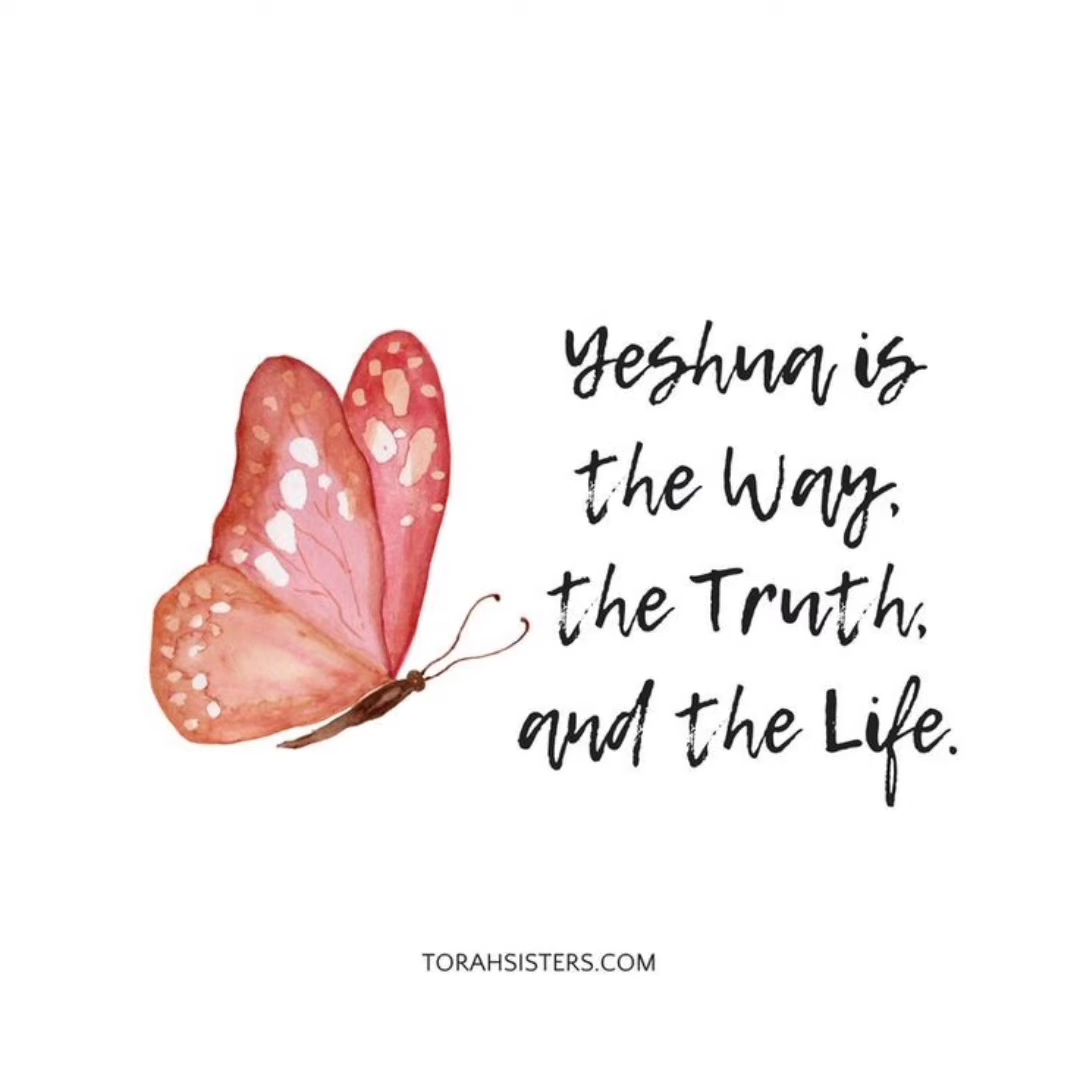 Yeshua is
the Way,
the Truth,
and the Life.
TORAHSISTERS.COM